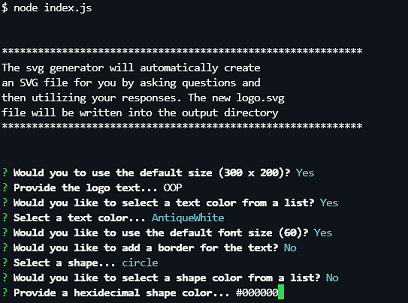 $ node index.js
************************************************************
The svg generator will automatically create
an SVG file for you by asking questions and
then utilizing your responses. The new logo.svg
file will be written into the output directory
************************************************************
? Would you to use the default size (300 x 200)? Yes
? Provide the logo text... OOP
? Would you like to select a text color from a list? Yes
? Select a text color... AntiqueWhite
? Would you like to use the default font size (60)? Yes
? Would you like to add a border for the text? No
? Select a shape... circle
? Would you like to select a shape color from a list? No
? Provide a hexidecimal shape color... #000000